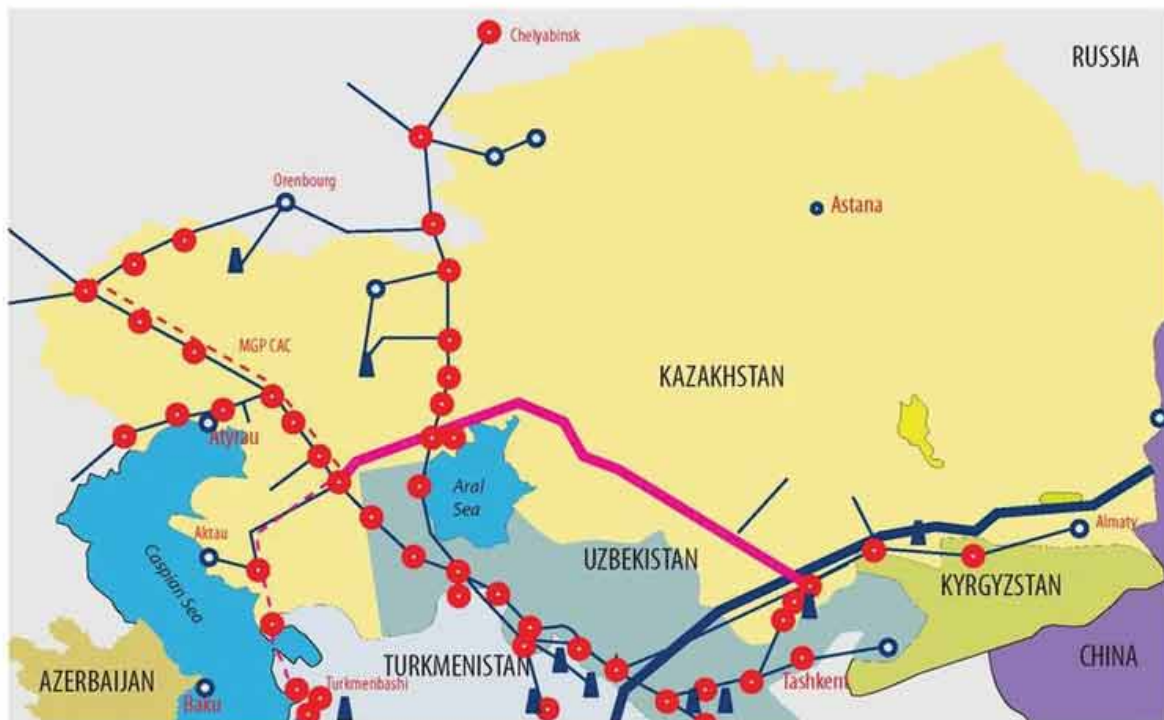 Chelyabinsk
RUSSIA
Orenbourg
Astana
MGP CAC
KAZAKHSTAN
Atyrau
Aral
Sea
Aktau
Almaty
Caspian Sea
UZBEKISTAN
KYRGYZSTAN
TURKMENISTAN
CHINA
AZERBAIJAN
Turkmenbashi
Tashkent
Baku